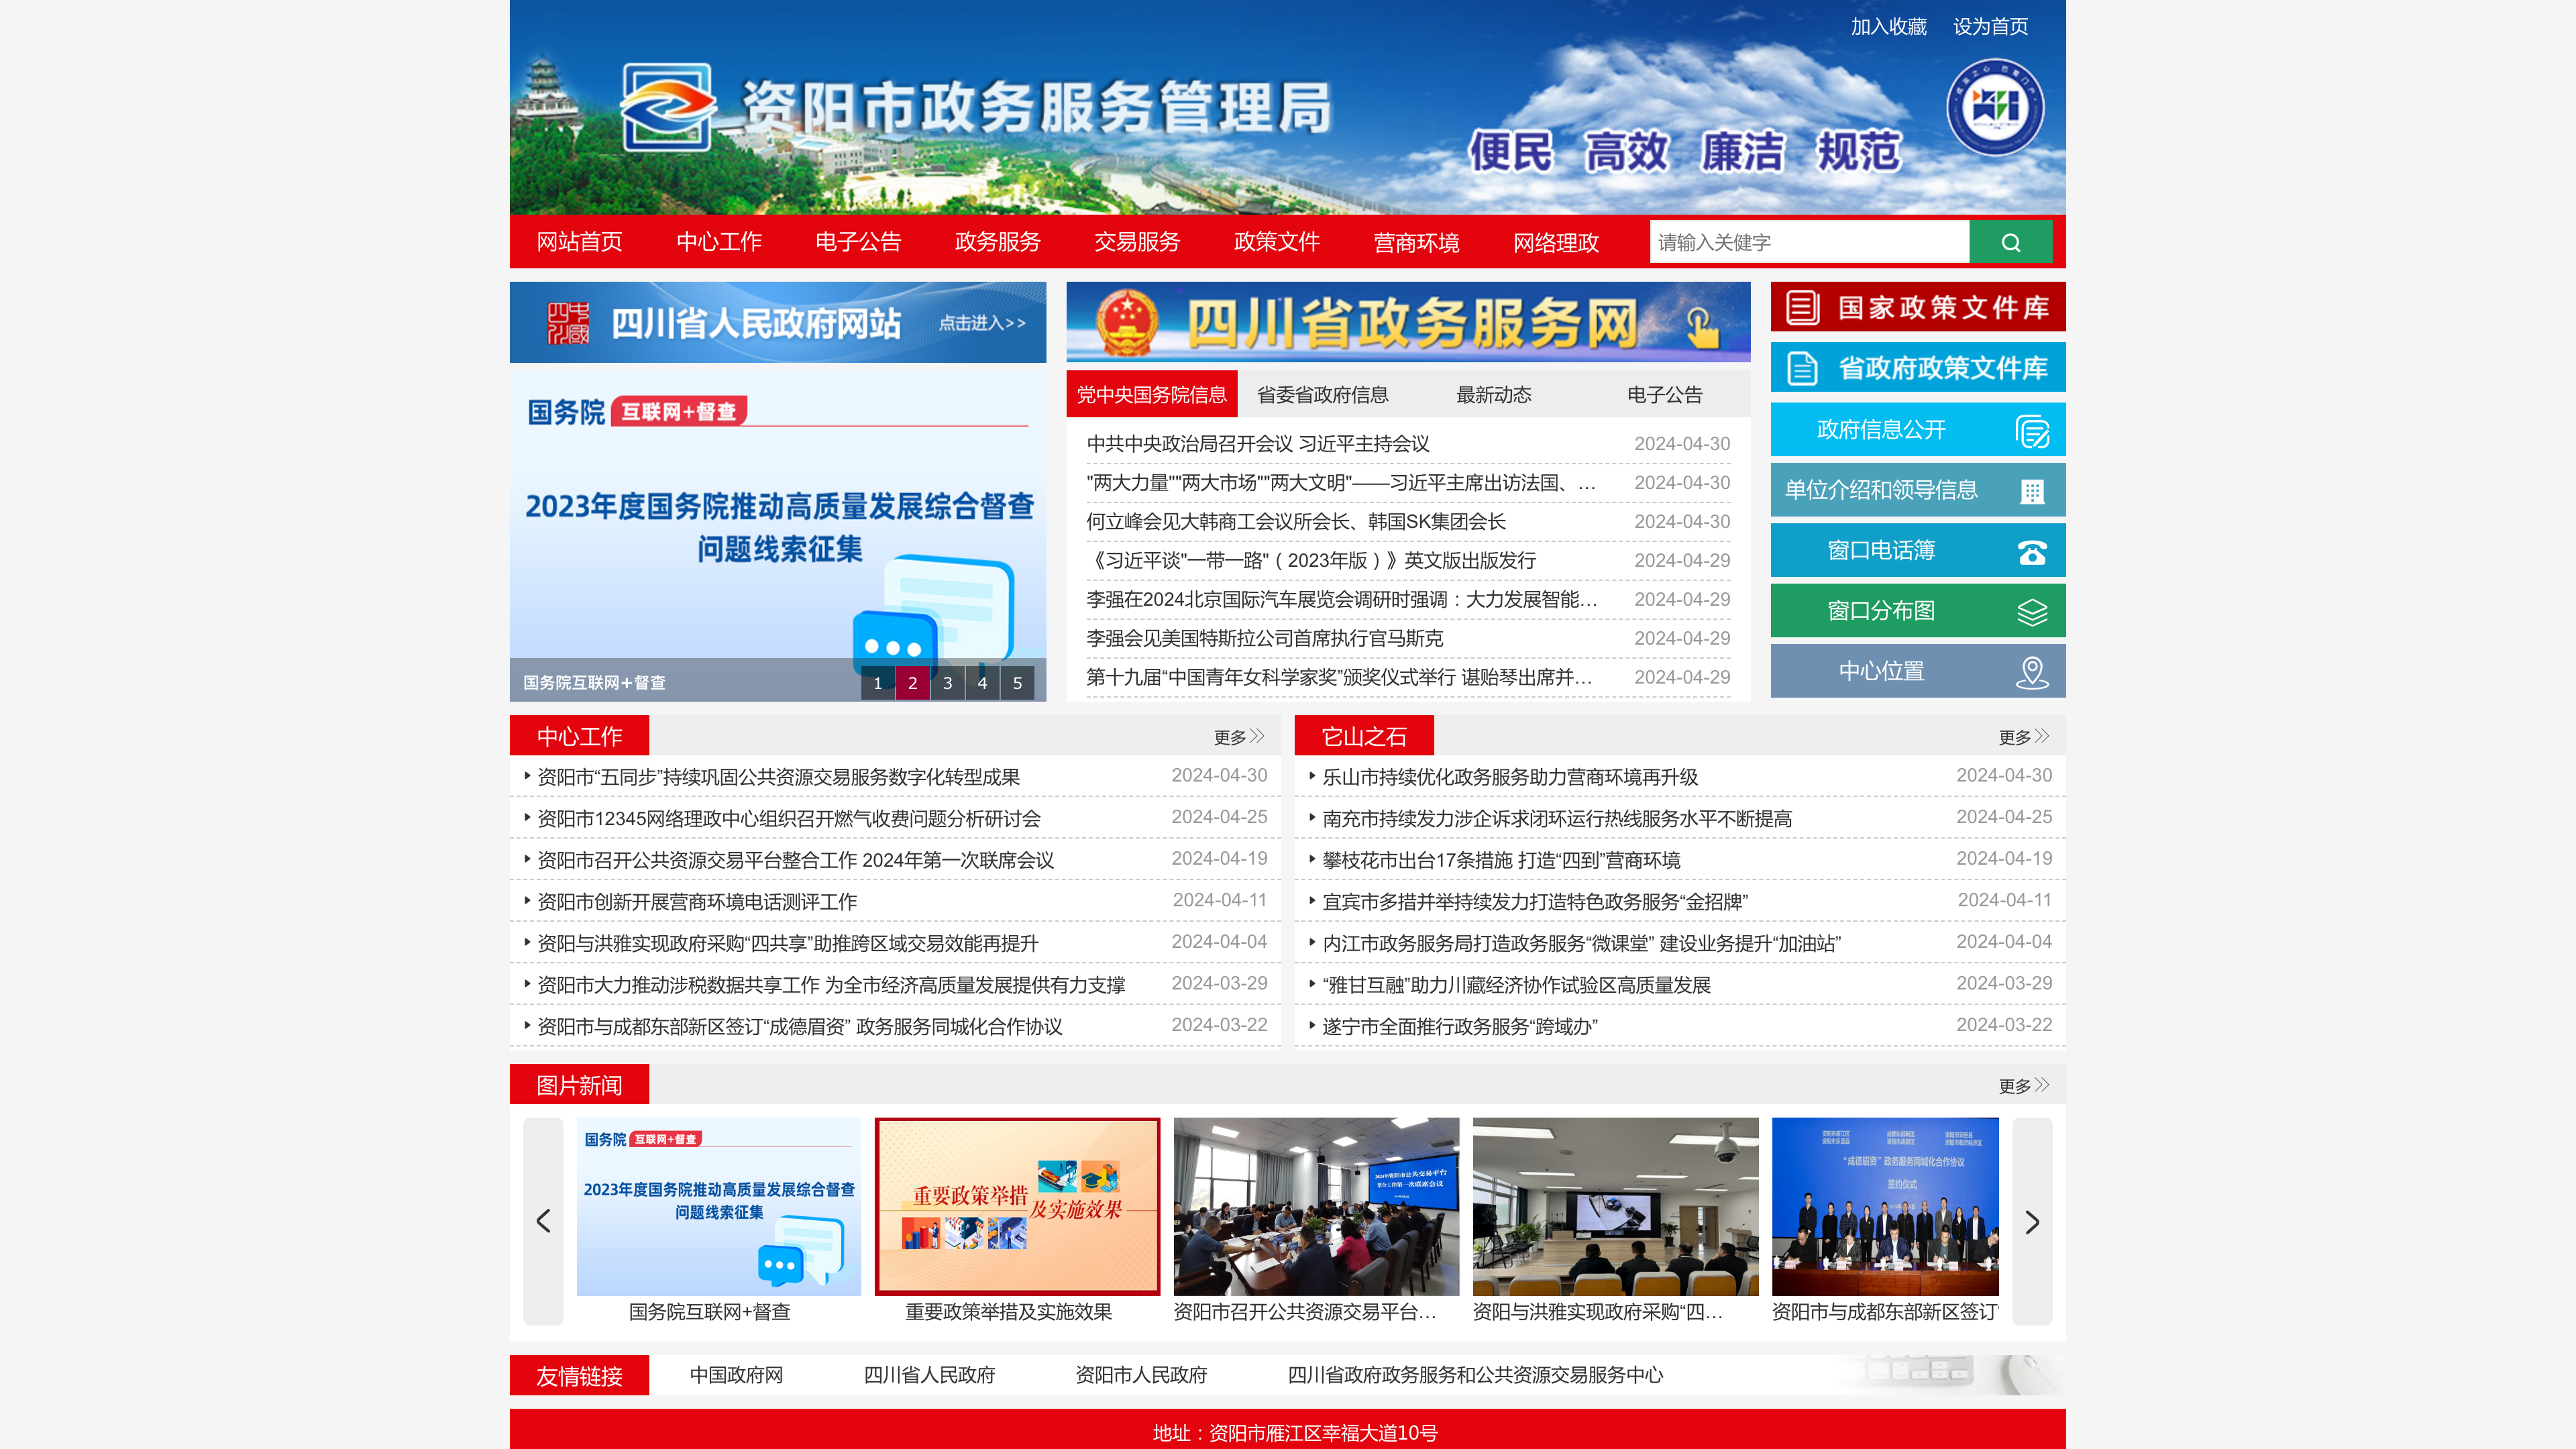 加入收藏 设为首页
资阳市政务服务管理局
便民 高效 廉洁 规范
网站首页 中心工作 电子公告 政务服务 交易服务 政策文件 营商环境 网络理政 请输入关健字
四川省人民政府网站 点击进入>>
国务院 互联网+督查
2023年度国务院推动高质量发展综合督查
问题线索征集
国务院互联网+督查 1 2 3 4 5
四川省政务服务网
党中央国务院信息 省委省政府信息 最新动态 电子公告
中共中央政治局召开会议 习近平主持会议 2024-04-30
"两大力量""两大市场""两大文明"——习近平主席出访法国、… 2024-04-30
何立峰会见大韩商工会议所会长、韩国SK集团会长 2024-04-30
《习近平谈"一带一路"（2023年版）》英文版出版发行 2024-04-29
李强在2024北京国际汽车展览会调研时强调：大力发展智能… 2024-04-29
李强会见美国特斯拉公司首席执行官马斯克 2024-04-29
第十九届“中国青年女科学家奖”颁奖仪式举行 谌贻琴出席并… 2024-04-29
国家政策文件库
省政府政策文件库
政府信息公开
单位介绍和领导信息
窗口电话簿
窗口分布图
中心位置
中心工作 更多
资阳市“五同步”持续巩固公共资源交易服务数字化转型成果 2024-04-30
资阳市12345网络理政中心组织召开燃气收费问题分析研讨会 2024-04-25
资阳市召开公共资源交易平台整合工作 2024年第一次联席会议 2024-04-19
资阳市创新开展营商环境电话测评工作 2024-04-11
资阳与洪雅实现政府采购“四共享”助推跨区域交易效能再提升 2024-04-04
资阳市大力推动涉税数据共享工作 为全市经济高质量发展提供有力支撑 2024-03-29
资阳市与成都东部新区签订“成德眉资” 政务服务同城化合作协议 2024-03-22
它山之石 更多
乐山市持续优化政务服务助力营商环境再升级 2024-04-30
南充市持续发力涉企诉求闭环运行热线服务水平不断提高 2024-04-25
攀枝花市出台17条措施 打造“四到”营商环境 2024-04-19
宜宾市多措并举持续发力打造特色政务服务“金招牌” 2024-04-11
内江市政务服务局打造政务服务“微课堂” 建设业务提升“加油站” 2024-04-04
“雅甘互融”助力川藏经济协作试验区高质量发展 2024-03-29
遂宁市全面推行政务服务“跨域办” 2024-03-22
图片新闻 更多
国务院 互联网+督查
2023年度国务院推动高质量发展综合督查
问题线索征集
国务院互联网+督查
重要政策举措
及实施效果
重要政策举措及实施效果
2024年资阳市公共交易平台
整合工作第一次联席会议
资阳市召开公共资源交易平台…
资阳与洪雅实现政府采购“四…
“成德眉资”政务服务同城化合作协议
签约仪式
资阳市与成都东部新区签订“
友情链接 中国政府网 四川省人民政府 资阳市人民政府 四川省政府政务服务和公共资源交易服务中心
地址：资阳市雁江区幸福大道10号